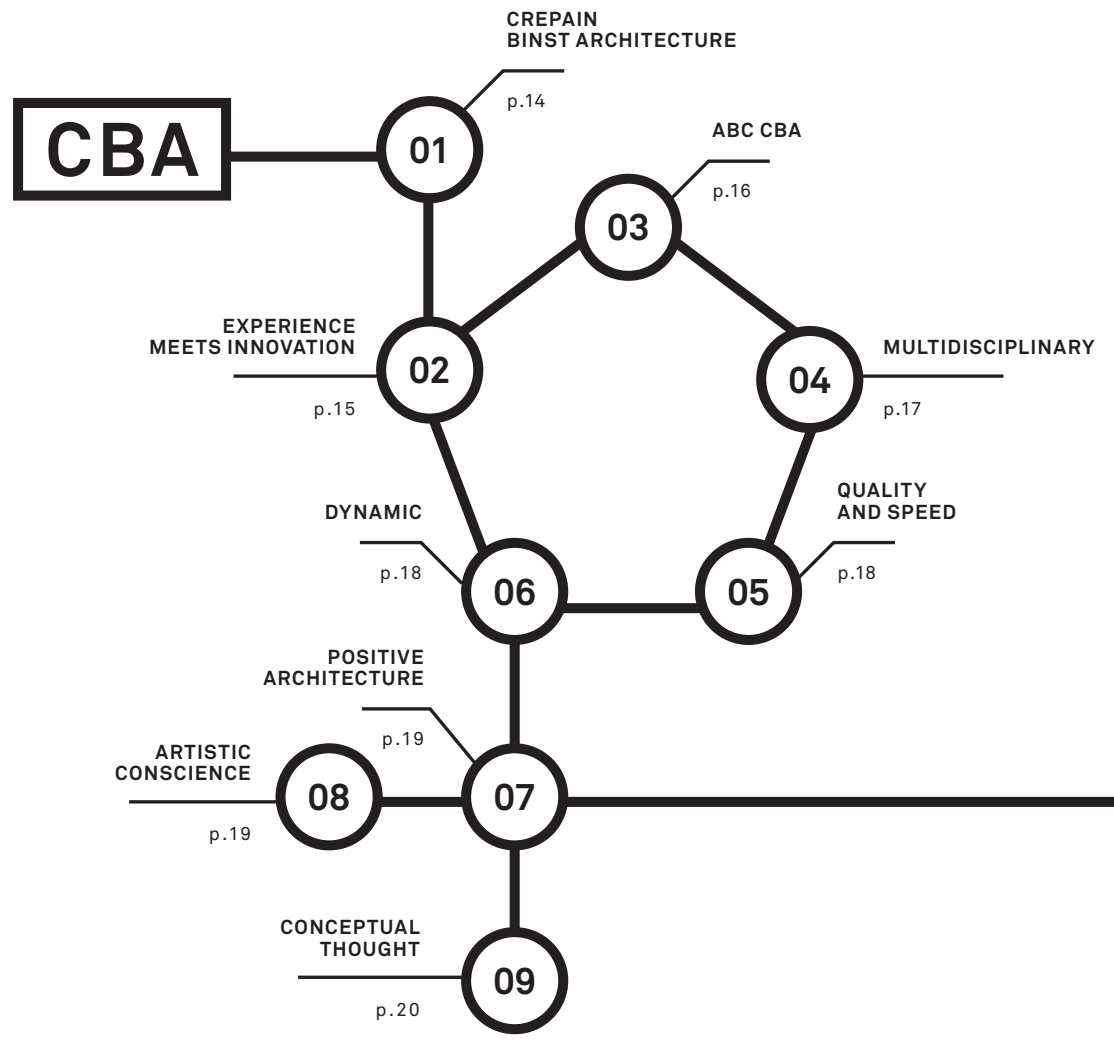 CREPAIN
BINST ARCHITECTURE
p.14
CBA
01
ABC CBA
p.16
03
EXPERIENCE
MEETS INNOVATION
p.15
02
MULTIDISCIPLINARY
p.17
04
QUALITY
AND SPEED
p.18
05
DYNAMIC
p.18
06
POSITIVE
ARCHITECTURE
p.19
07
ARTISTIC
CONSCIENCE
p.19
08
CONCEPTUAL
THOUGHT
p.20
09